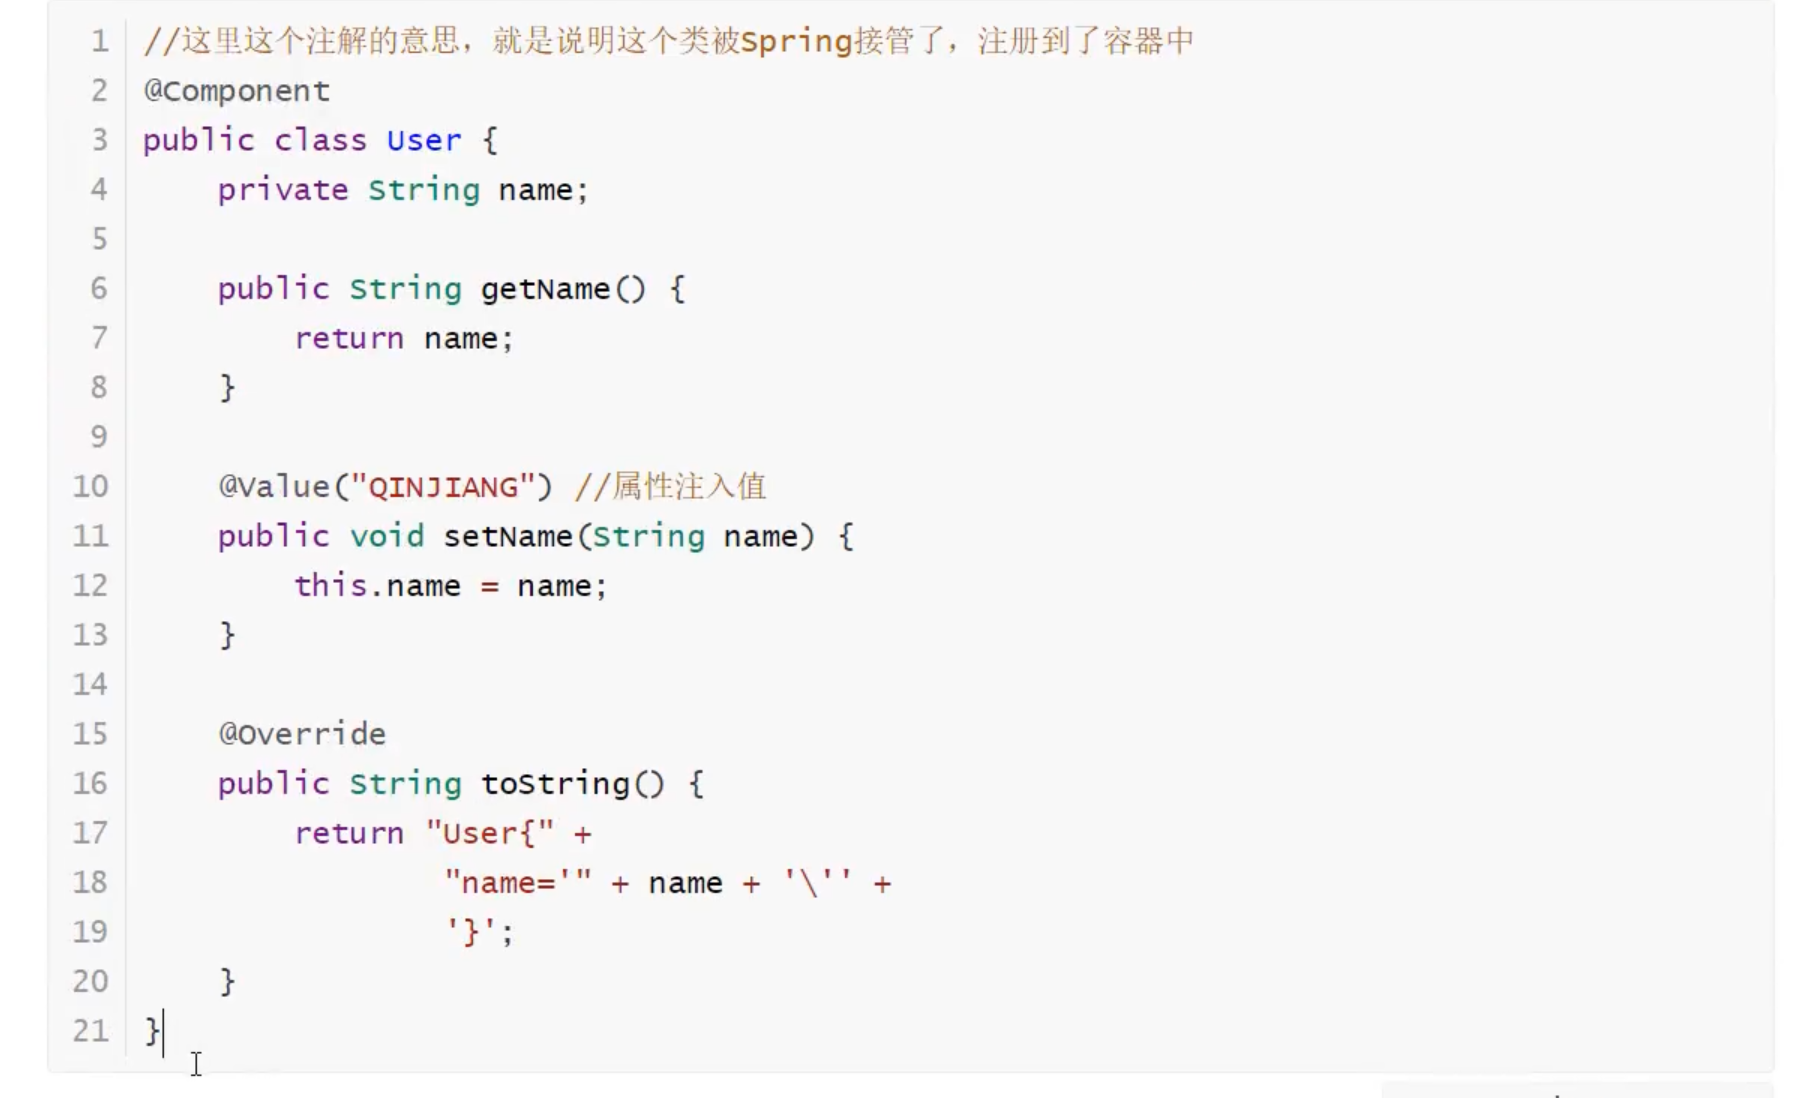 1 //这里这个注解的意思，就是说明这个类被Spring接管了，注册到了容器中
2 @Component
3 public class User {
4     private String name;
5
6     public String getName() {
7         return name;
8     }
9
10     @Value("QINJIANG") //属性注入值
11     public void setName(String name) {
12         this.name = name;
13     }
14
15     @Override
16     public String toString() {
17         return "User{" +
18                 "name='" + name + '\'' +
19                 '}';
20     }
21 }